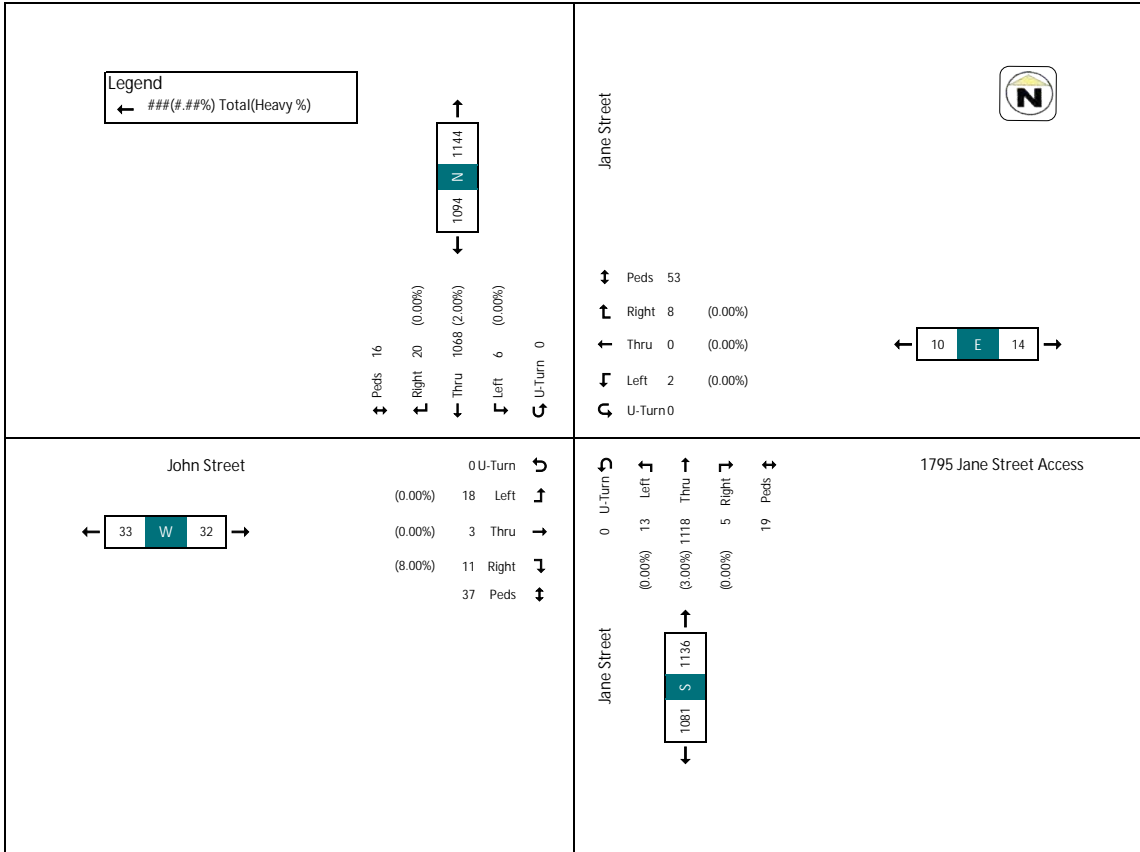 Legend
###(#.##%) Total(Heavy %)
1144
N
1094
Peds 16
Right 20 (0.00%)
Thru 1068 (2.00%)
Left 6 (0.00%)
U-Turn 0
Jane Street
N
Peds 53
Right 8 (0.00%)
Thru 0 (0.00%)
Left 2 (0.00%)
U-Turn 0
10 E 14
John Street
33 W 32
0 U-Turn
(0.00%) 18 Left
(0.00%) 3 Thru
(8.00%) 11 Right
37 Peds
0 U-Turn
(0.00%) 13 Left
(3.00%) 1118 Thru
(0.00%) 5 Right
19 Peds
1795 Jane Street Access
Jane Street
1136
S
1081